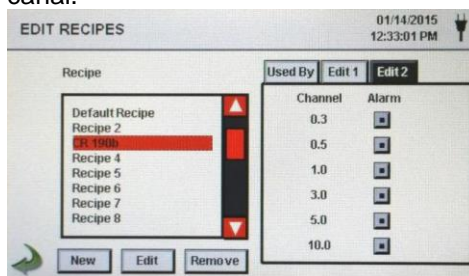 canal.
EDIT RECIPES
01/14/2015
12:33:01 PM
Recipe
Default Recipe
Recipe 2
CR 190b
Recipe 4
Recipe 5
Recipe 6
Recipe 7
Recipe 8
New Edit Remove
Used By Edit 1 Edit 2
Channel Alarm
0.3
0.5
1.0
3.0
5.0
10.0